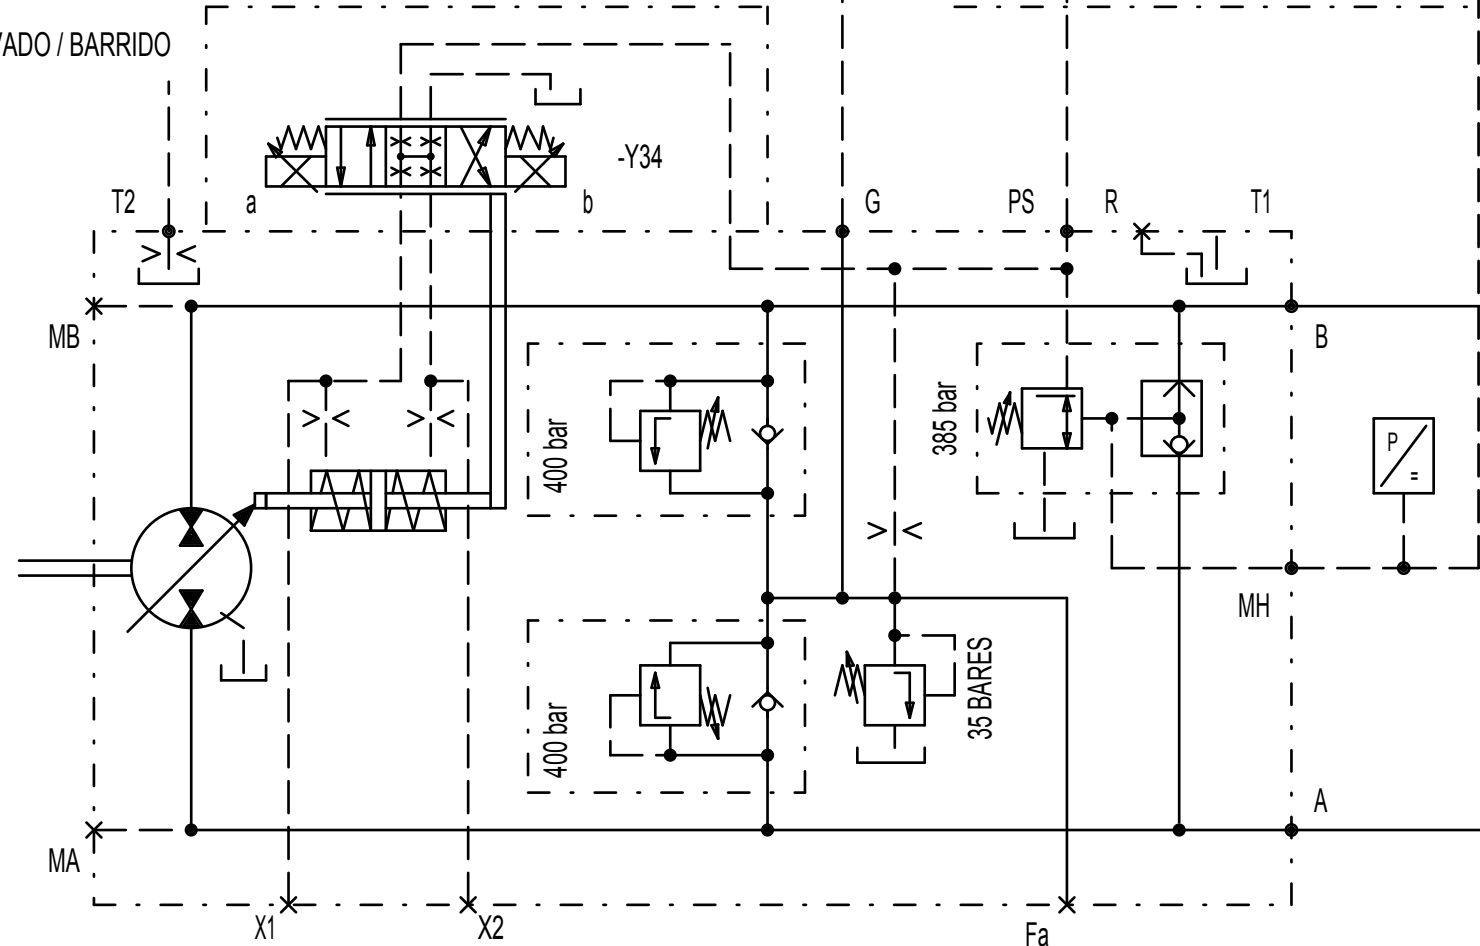 VADO / BARRIDO
-Y34
T2
a
b
G
PS
R
T1
MB
B
400 bar
385 bar
P
=
MH
400 bar
35 BARES
A
MA
X1
X2
Fa